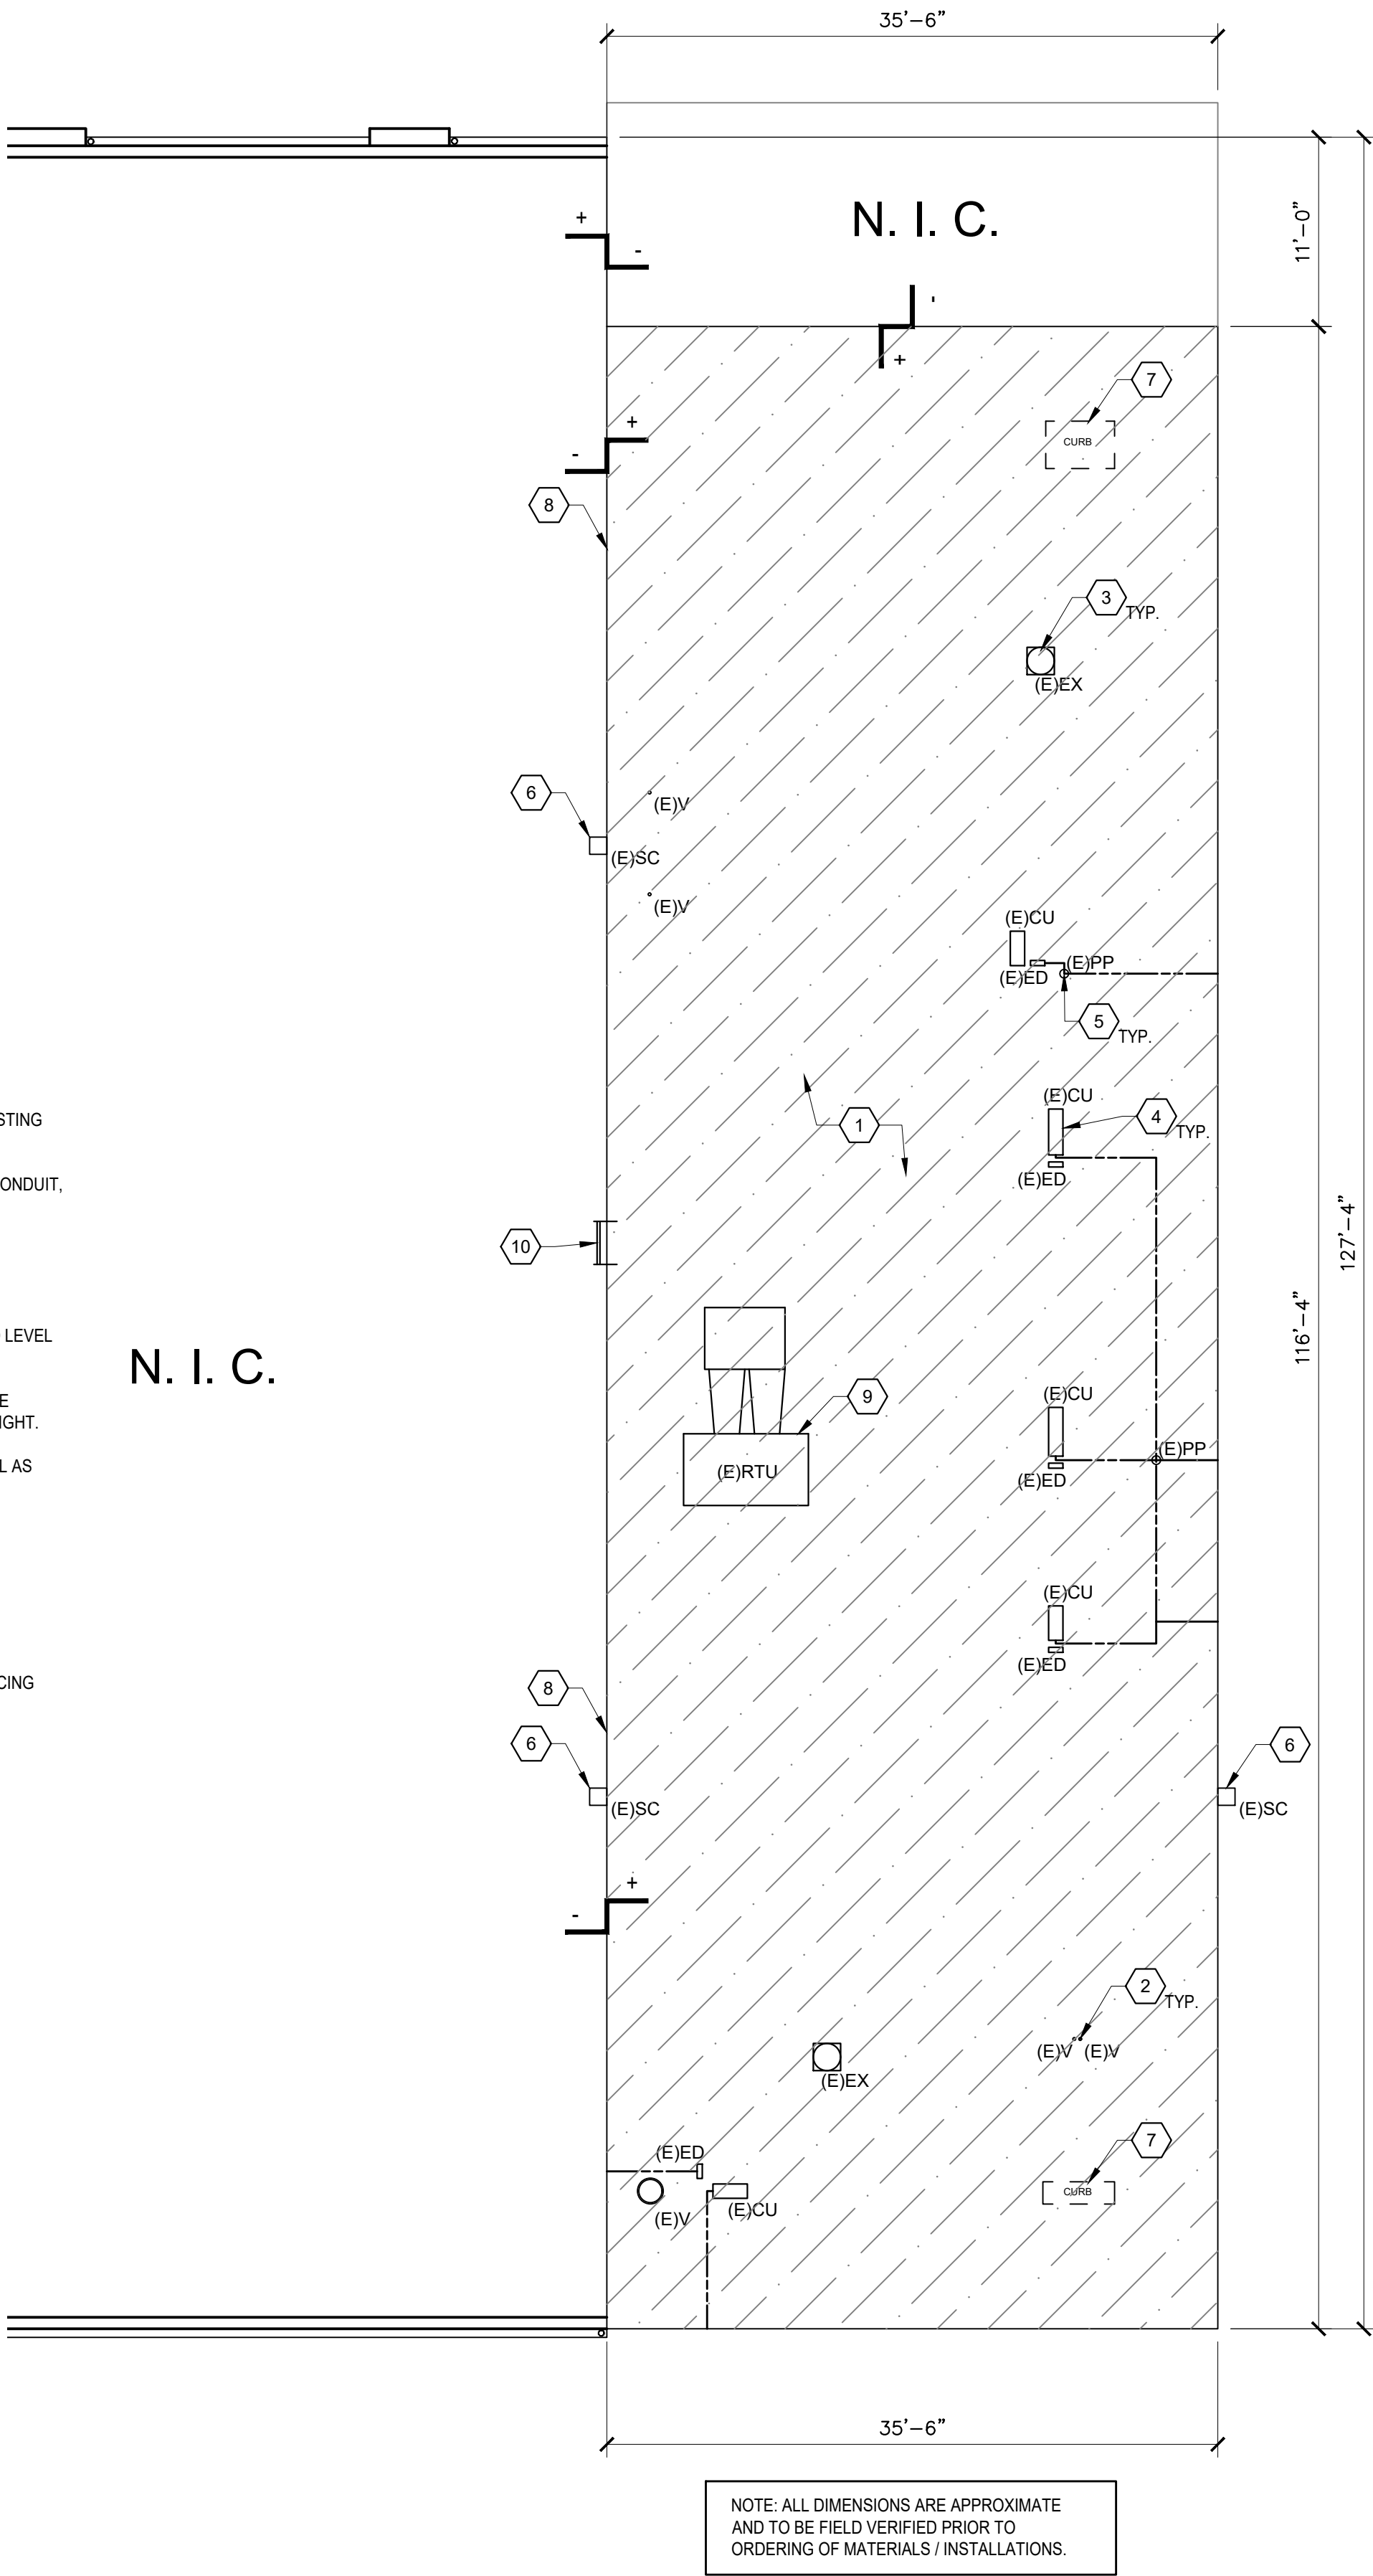 35'-6"
N. I. C.
11'-0"
+
-
-
+
7
CURB
+
-
8
3
TYP.
(E)EX
6
(E)V
(E)SC
(E)V
(E)CU
(E)PP
(E)ED
5
TYP.
(E)CU
4
TYP.
1
(E)ED
STING
ONDUIT,
10
127'-4"
116'-4"
LEVEL
N. I. C.
E
IGHT.
L AS
9
(E)CU
(E)PP
(E)RTU
(E)ED
(E)CU
(E)ED
CING
8
6
6
(E)SC
(E)SC
+
-
2
TYP.
(E)V (E)V
(E)EX
7
(E)ED
CURB
(E)V
(E)CU
35'-6"
NOTE: ALL DIMENSIONS ARE APPROXIMATE
AND TO BE FIELD VERIFIED PRIOR TO
ORDERING OF MATERIALS / INSTALLATIONS.